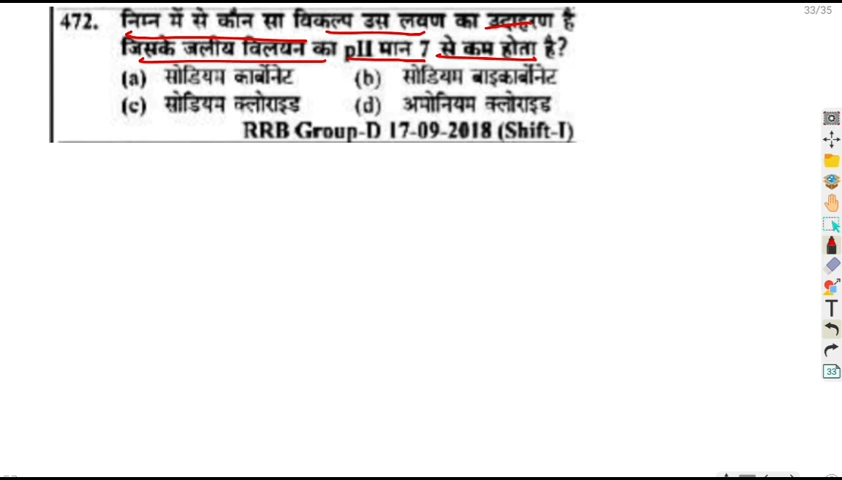 33/35
472. निम्न में से कौन सा विकल्प उस लवण का उदाहरण है
जिसके जलीय विलयन का pH मान 7 से कम होता है?
(a) सोडियम कार्बोनेट (b) सोडियम बाइकार्बोनेट
(c) सोडियम क्लोराइड (d) अमोनियम क्लोराइड
RRB Group-D 17-09-2018 (Shift-I)
T
33